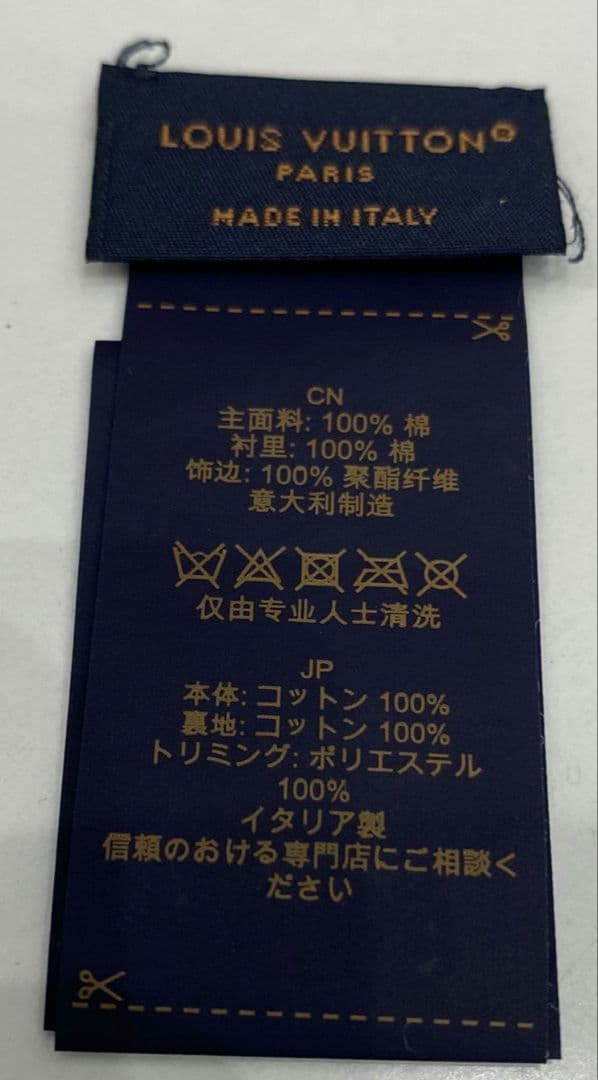 LOUIS VUITTON®
PARIS
MADE IN ITALY
CN
主面料: 100% 棉
衬里: 100% 棉
饰边: 100% 聚酯纤维
意大利制造
仅由专业人士清洗
JP
本体: コットン 100%
裏地: コットン 100%
トリミング: ポリエステル
100%
イタリア製
信頼のおける専門店にご相談く
ださい